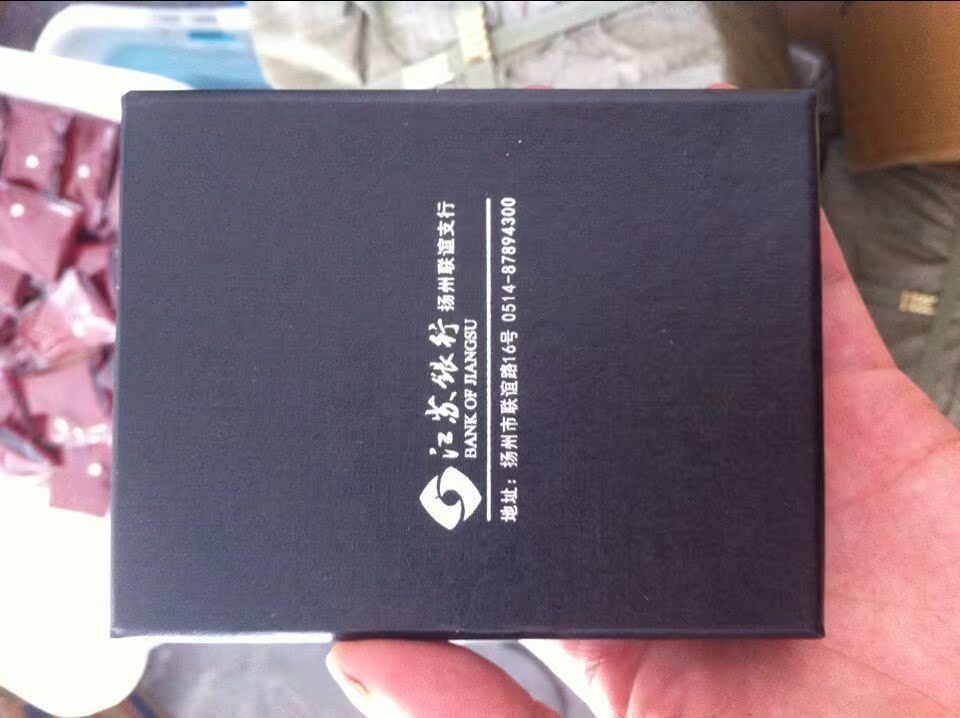 江苏银行 扬州联谊支行
BANK OF JIANGSU
地址：扬州市联谊路16号 0514-87894300